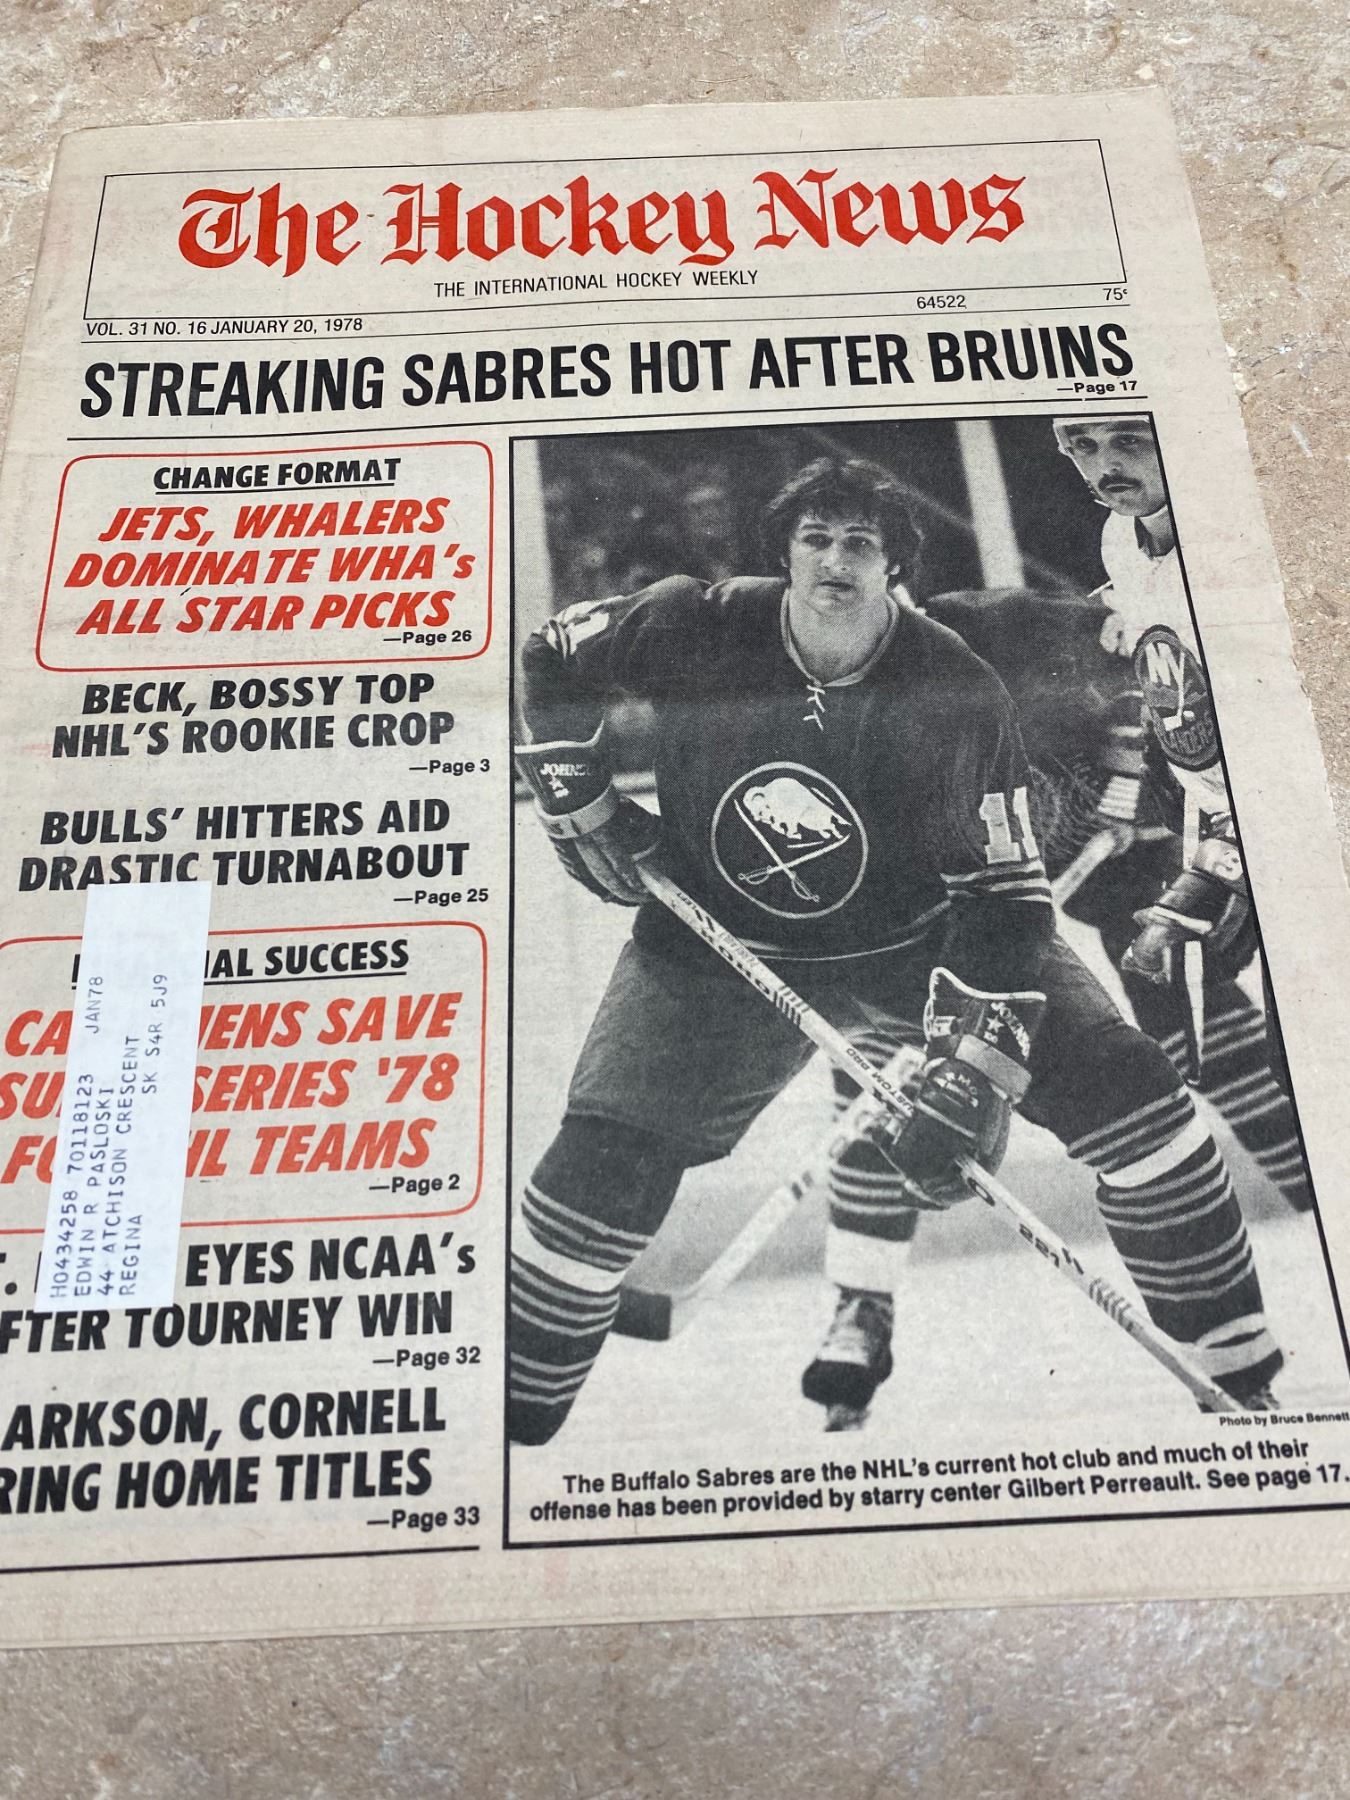 The Hockey News
THE INTERNATIONAL HOCKEY WEEKLY
VOL. 31 NO. 16 JANUARY 20, 1978
64522
75¢
STREAKING SABRES HOT AFTER BRUINS
—Page 17
CHANGE FORMAT
JETS, WHALERS
DOMINATE WHA's
ALL STAR PICKS
—Page 26
BECK, BOSSY TOP
NHL'S ROOKIE CROP
—Page 3
BULLS' HITTERS AID
DRASTIC TURNABOUT
—Page 25
SUCCESS
SAVE
SERIES '78
TEAMS
—Page 2
EYES NCAA's
FTER TOURNEY WIN
—Page 32
ARKSON, CORNELL
RING HOME TITLES
—Page 33
H0434258 70118123 JAN78
EDWIN R PASLOSKI
44 ATCHISON CRESCENT
REGINA SK S4R 5J9
11
NY
Photo by Bruce Bennett
The Buffalo Sabres are the NHL's current hot club and much of their
offense has been provided by starry center Gilbert Perreault. See page 17.